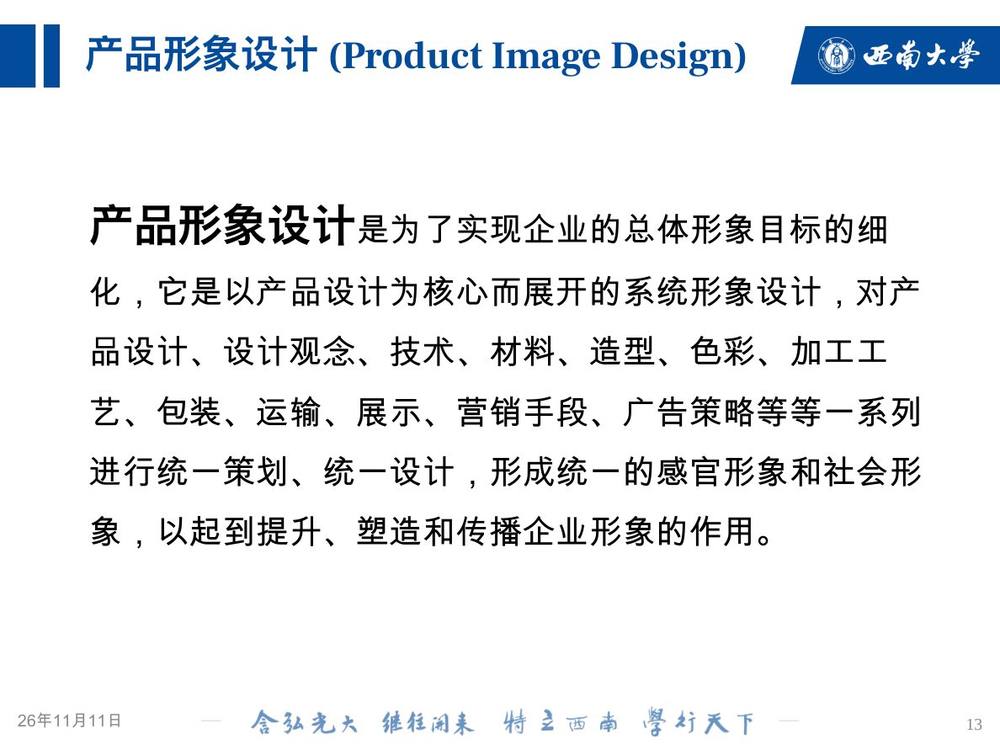 产品形象设计 (Product Image Design)
西南大学
产品形象设计是为了实现企业的总体形象目标的细
化，它是以产品设计为核心而展开的系统形象设计，对产
品设计、设计观念、技术、材料、造型、色彩、加工工
艺、包装、运输、展示、营销手段、广告策略等等一系列
进行统一策划、统一设计，形成统一的感官形象和社会形
象，以起到提升、塑造和传播企业形象的作用。
26年11月11日
含弘光大 继往开来 特立西南 學行天下
13